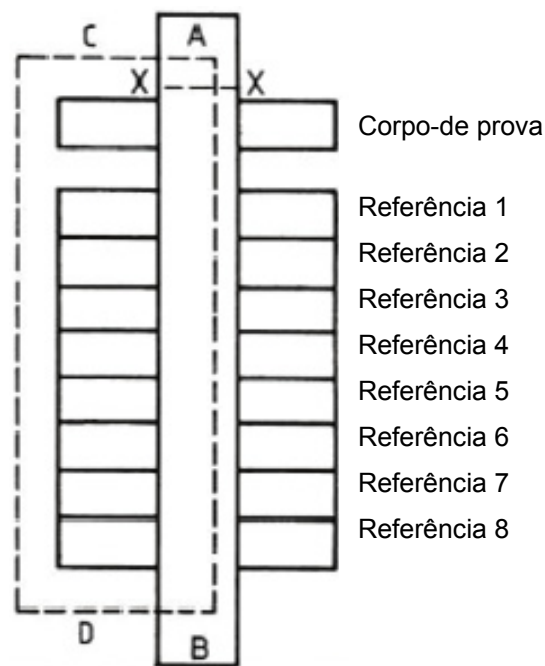 C A
X X
Corpo-de prova
Referência 1
Referência 2
Referência 3
Referência 4
Referência 5
Referência 6
Referência 7
Referência 8
D B